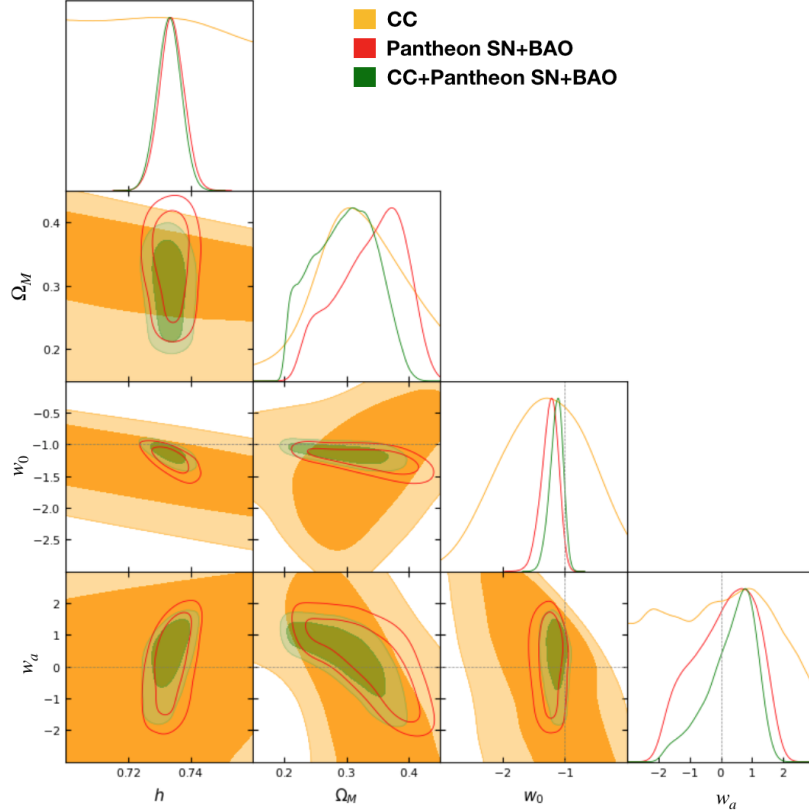 CC
Pantheon SN+BAO
CC+Pantheon SN+BAO
0.4
0.3
0.2
Ω_M
−0.5
−1.0
−1.5
−2.0
−2.5
w_0
2
1
0
−1
−2
w_a
0.72 0.74
0.2 0.3 0.4
−2 −1
−2 −1 0 1 2
h
Ω_M
w_0
w_a